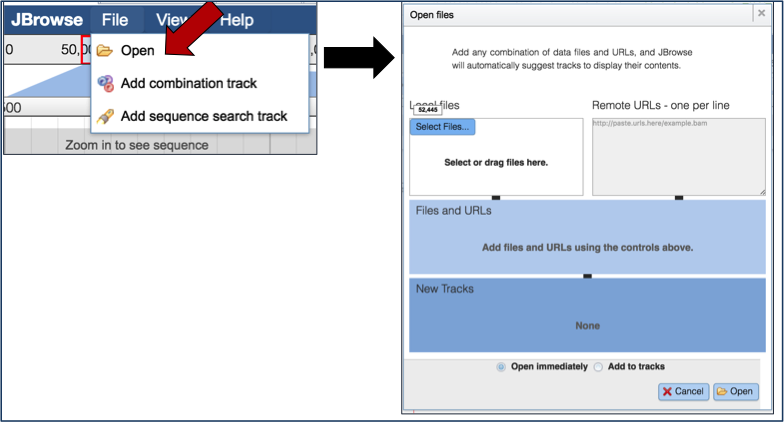 JBrowse File View Help
0 50,00
Open
Add combination track
Add sequence search track
Zoom in to see sequence
Open files
Add any combination of data files and URLs, and JBrowse
will automatically suggest tracks to display their contents.
Local files
52,445
Remote URLs - one per line
Select Files...
http://paste.urls.here/example.bam
Select or drag files here.
Files and URLs
Add files and URLs using the controls above.
New Tracks
None
Open immediately Add to tracks
Cancel Open